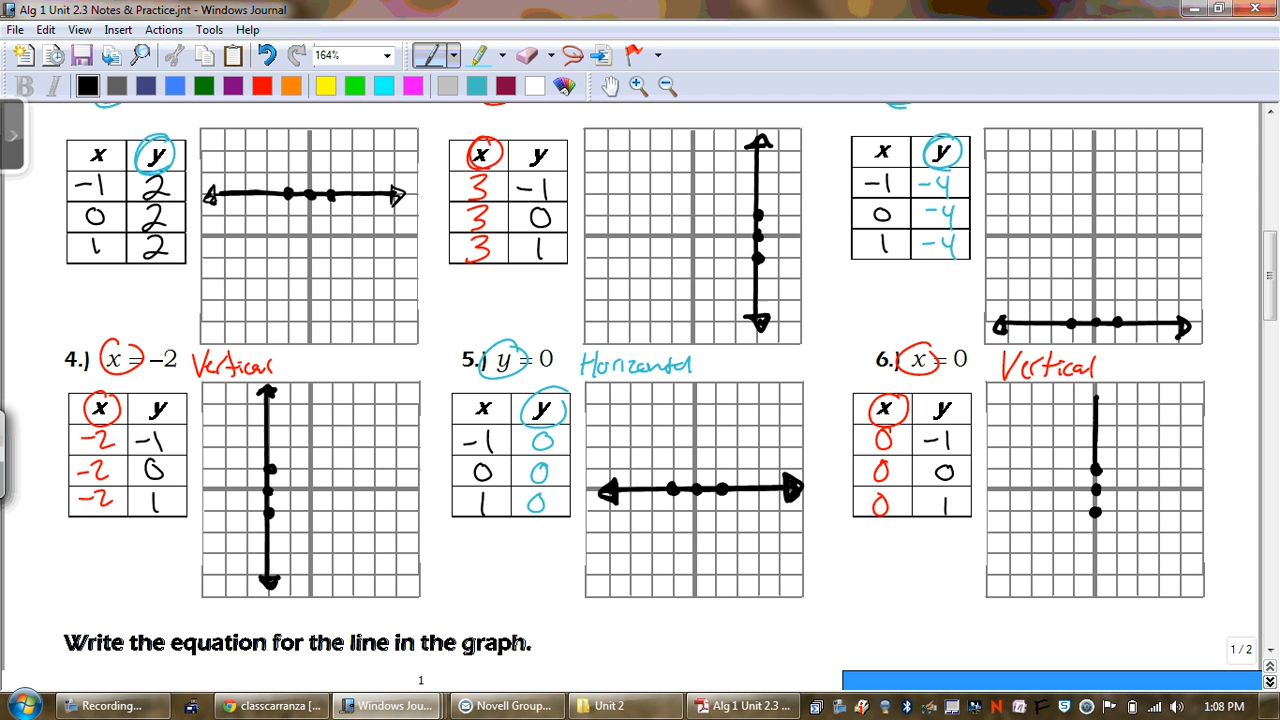 Alg 1 Unit 2.3 Notes & Practice.jnt - Windows Journal
File Edit View Insert Actions Tools Help
164%
B I
x y
-1 2
0 2
1 2
x y
3 -1
3 0
3 1
x y
-1 -4
0 -4
1 -4
4.) x = -2 Vertical
5.) y = 0 Horizontal
6.) x = 0 Vertical
x y
-2 -1
-2 0
-2 1
x y
-1 0
0 0
1 0
x y
0 -1
0 0
0 1
Write the equation for the line in the graph.
1 / 2
1
Recording... classcarranza [... Windows Jou... Novell Group... Unit 2 Alg 1 Unit 2.3 ... 1:08 PM